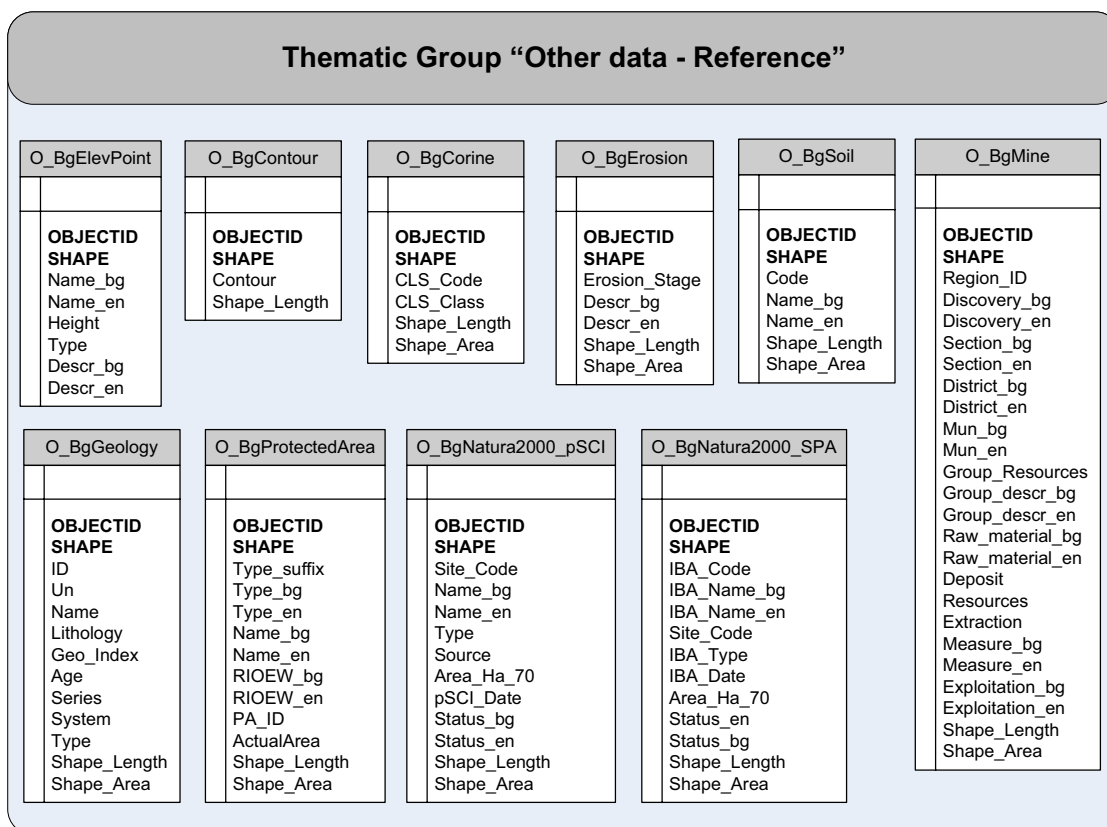 Thematic Group “Other data - Reference”
O_BgElevPoint
OBJECTID
SHAPE
Name_bg
Name_en
Height
Type
Descr_bg
Descr_en
O_BgContour
OBJECTID
SHAPE
Contour
Shape_Length
O_BgCorine
OBJECTID
SHAPE
CLS_Code
CLS_Class
Shape_Length
Shape_Area
O_BgErosion
OBJECTID
SHAPE
Erosion_Stage
Descr_bg
Descr_en
Shape_Length
Shape_Area
O_BgSoil
OBJECTID
SHAPE
Code
Name_bg
Name_en
Shape_Length
Shape_Area
O_BgMine
OBJECTID
SHAPE
Region_ID
Discovery_bg
Discovery_en
Section_bg
Section_en
District_bg
District_en
Mun_bg
Mun_en
Group_Resources
Group_descr_bg
Group_descr_en
Raw_material_bg
Raw_material_en
Deposit
Resources
Extraction
Measure_bg
Measure_en
Exploitation_bg
Exploitation_en
Shape_Length
Shape_Area
O_BgGeology
OBJECTID
SHAPE
ID
Un
Name
Lithology
Geo_Index
Age
Series
System
Type
Shape_Length
Shape_Area
O_BgProtectedArea
OBJECTID
SHAPE
Type_suffix
Type_bg
Type_en
Name_bg
Name_en
RIOEW_bg
RIOEW_en
PA_ID
ActualArea
Shape_Length
Shape_Area
O_BgNatura2000_pSCI
OBJECTID
SHAPE
Site_Code
Name_bg
Name_en
Type
Source
Area_Ha_70
pSCI_Date
Status_bg
Status_en
Shape_Length
Shape_Area
O_BgNatura2000_SPA
OBJECTID
SHAPE
IBA_Code
IBA_Name_bg
IBA_Name_en
Site_Code
IBA_Type
IBA_Date
Area_Ha_70
Status_en
Status_bg
Shape_Length
Shape_Area